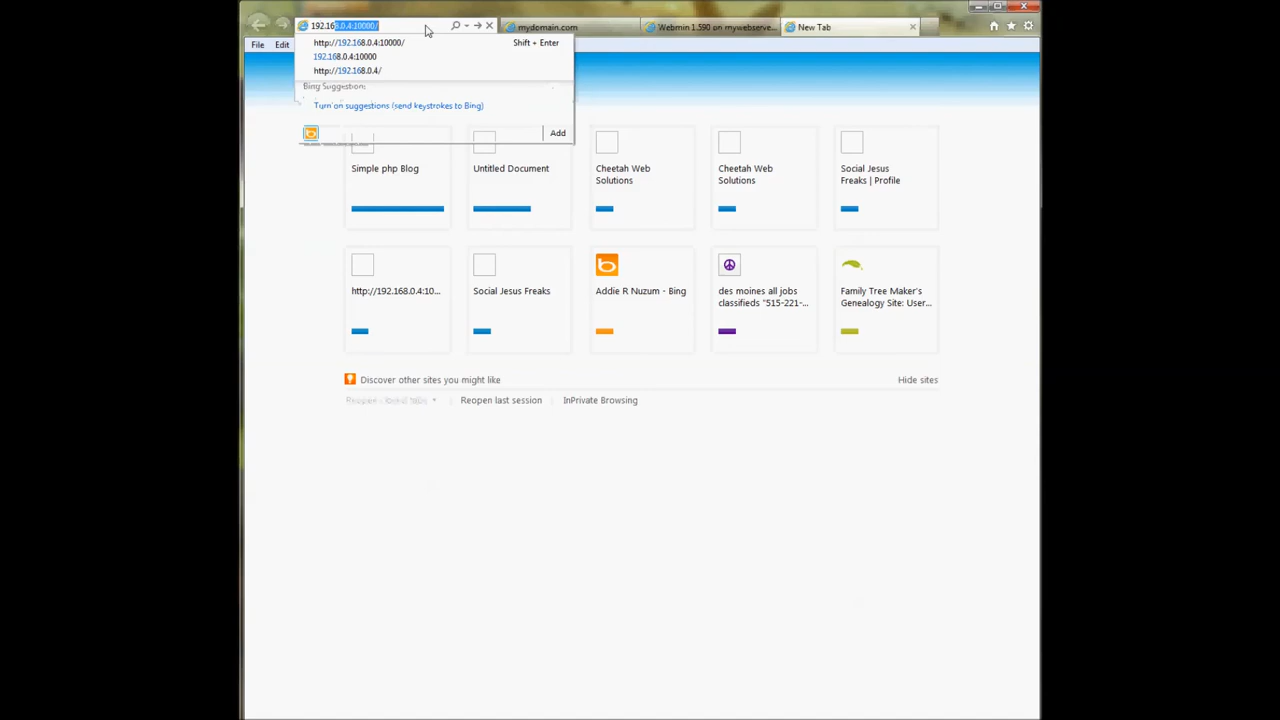 192.168.0.4:10000/
mydomain.com
Webmin 1.590 on mywebserve...
New Tab
File Edit
http://192.168.0.4:10000/ Shift + Enter
192.168.0.4:10000
http://192.168.0.4/
Bing Suggestions
Turn on suggestions (send keystrokes to Bing)
Add
Simple php Blog
Untitled Document
Cheetah Web
Solutions
Cheetah Web
Solutions
Social Jesus
Freaks | Profile
http://192.168.0.4:10...
Social Jesus Freaks
Addie R Nuzum - Bing
des moines all jobs
classifieds "515-221-...
Family Tree Maker's
Genealogy Site: User...
Discover other sites you might like
Hide sites
Reopen closed tabs
Reopen last session
InPrivate Browsing